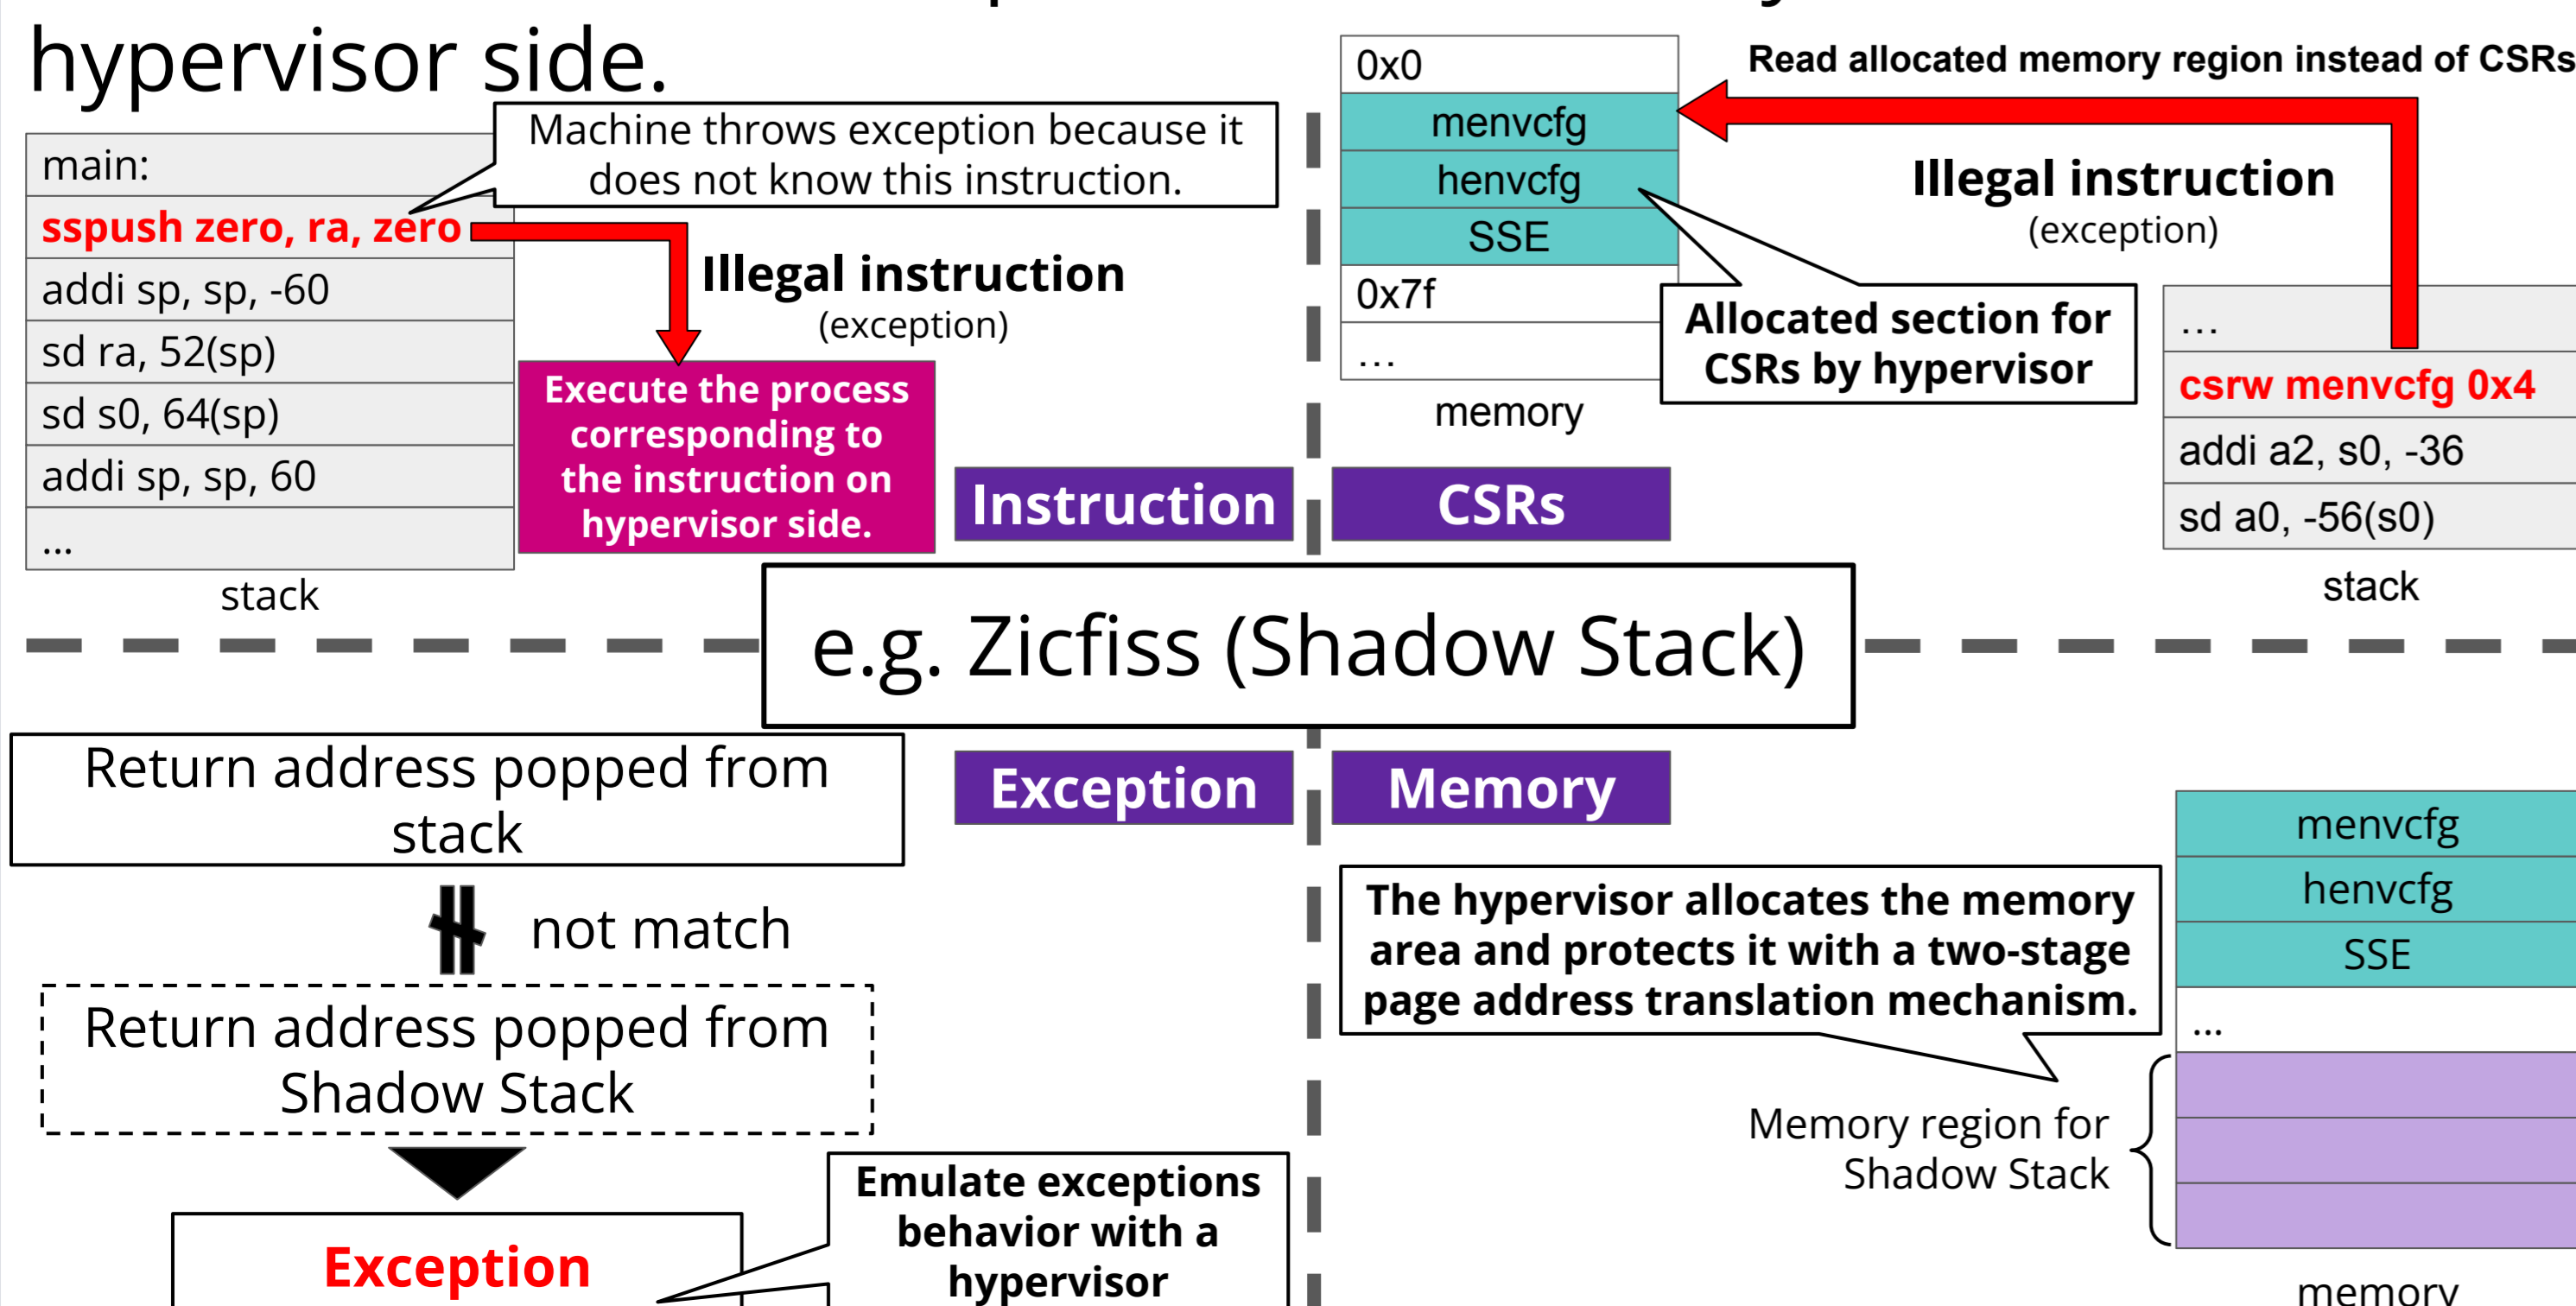 hypervisor side.
main:
sspush zero, ra, zero
addi sp, sp, -60
sd ra, 52(sp)
sd s0, 64(sp)
addi sp, sp, 60
...
stack
Machine throws exception because it
does not know this instruction.
Illegal instruction
(exception)
Execute the process
corresponding to
the instruction on
hypervisor side.
Instruction
0x0
menvcfg
henvcfg
SSE
0x7f
...
memory
Read allocated memory region instead of CSRs
Illegal instruction
(exception)
Allocated section for
CSRs by hypervisor
...
csrw menvcfg 0x4
addi a2, s0, -36
sd a0, -56(s0)
stack
CSRs
e.g. Zicfiss (Shadow Stack)
Return address popped from
stack
not match
Return address popped from
Shadow Stack
Exception
Emulate exceptions
behavior with a
hypervisor
Exception
Memory
The hypervisor allocates the memory
area and protects it with a two-stage
page address translation mechanism.
Memory region for
Shadow Stack
menvcfg
henvcfg
SSE
...
memory